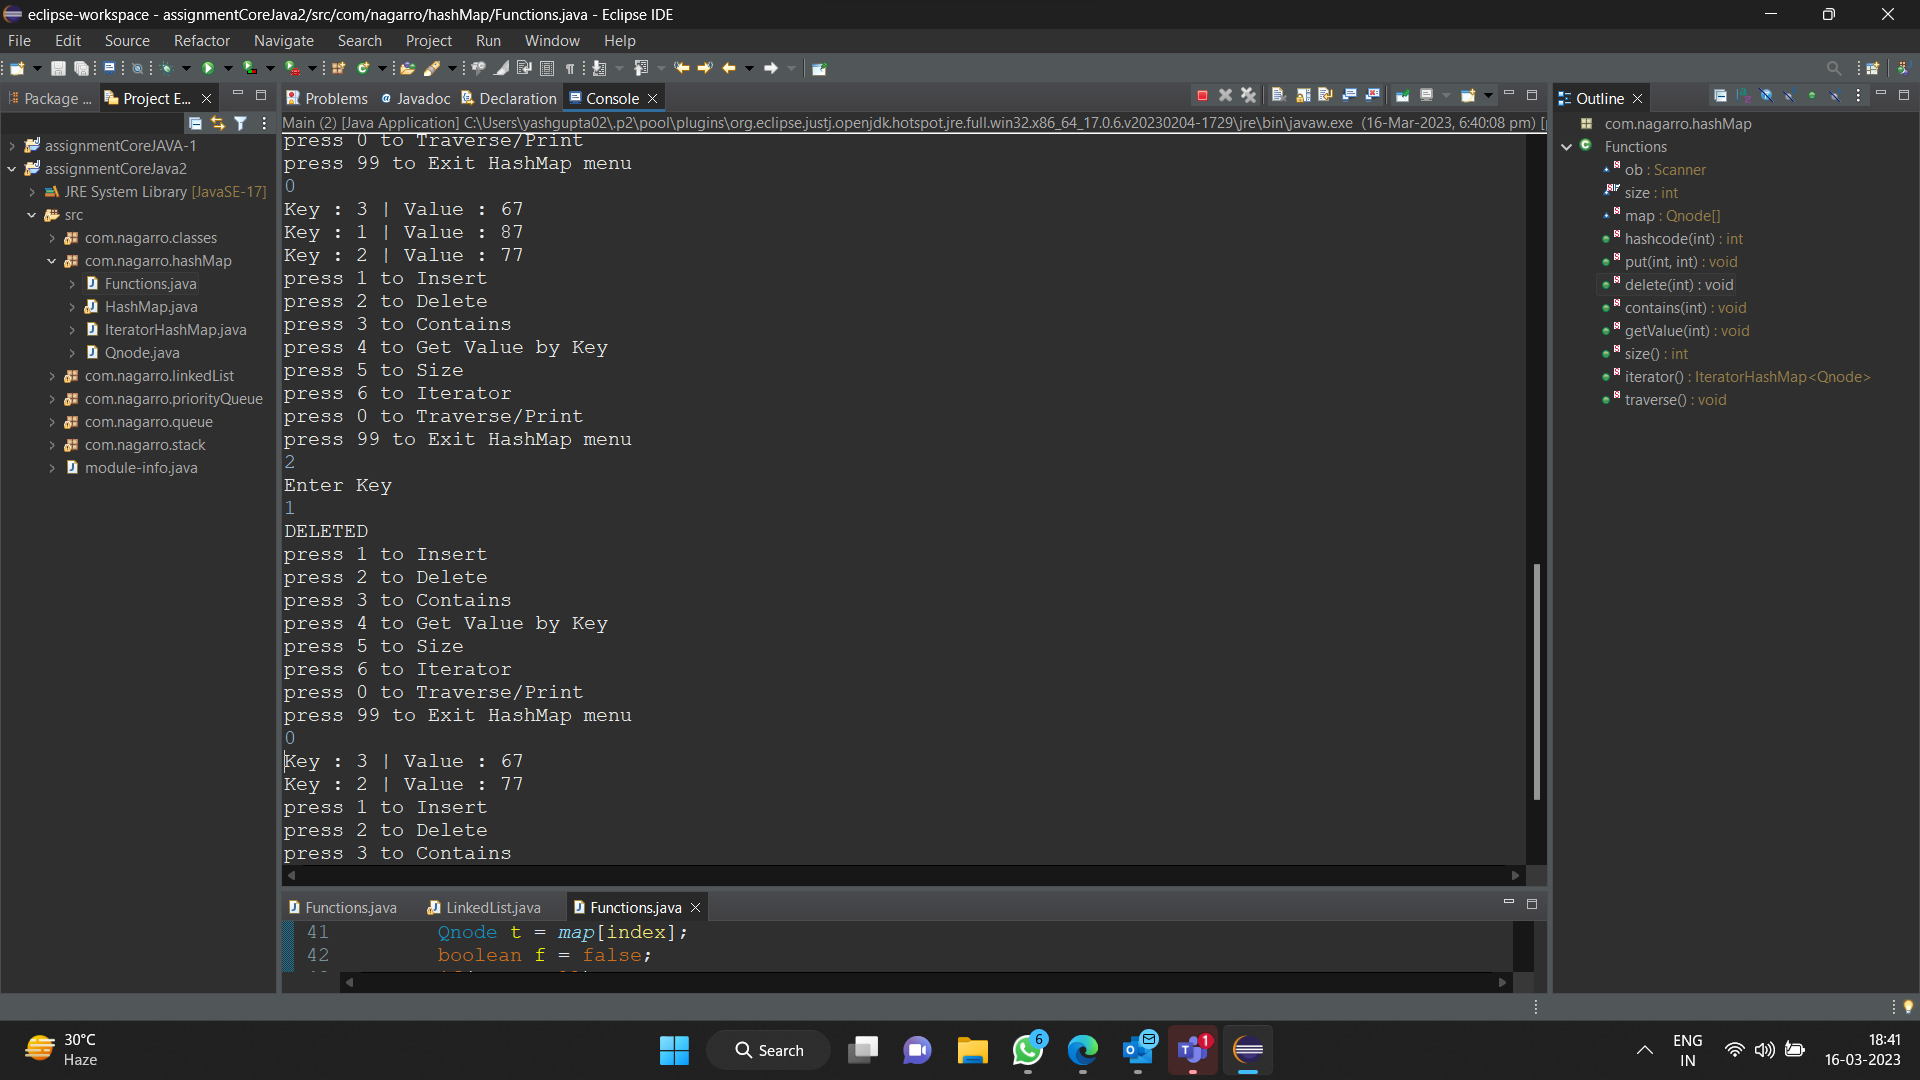 eclipse-workspace - assignmentCoreJava2/src/com/nagarro/hashMap/Functions.java - Eclipse IDE
File Edit Source Refactor Navigate Search Project Run Window Help
Package ... Project E...
assignmentCoreJAVA-1
assignmentCoreJava2
JRE System Library [JavaSE-17]
src
com.nagarro.classes
com.nagarro.hashMap
Functions.java
HashMap.java
IteratorHashMap.java
Qnode.java
com.nagarro.linkedList
com.nagarro.priorityQueue
com.nagarro.queue
com.nagarro.stack
module-info.java
Problems Javadoc Declaration Console
Main (2) [Java Application] C:\Users\yashgupta02\.p2\pool\plugins\org.eclipse.justj.openjdk.hotspot.jre.full.win32.x86_64_17.0.6.v20230204-1729\jre\bin\javaw.exe (16-Mar-2023, 6:40:08 pm) [
press 0 to Traverse/Print
press 99 to Exit HashMap menu
0
Key : 3 | Value : 67
Key : 1 | Value : 87
Key : 2 | Value : 77
press 1 to Insert
press 2 to Delete
press 3 to Contains
press 4 to Get Value by Key
press 5 to Size
press 6 to Iterator
press 0 to Traverse/Print
press 99 to Exit HashMap menu
2
Enter Key
1
DELETED
press 1 to Insert
press 2 to Delete
press 3 to Contains
press 4 to Get Value by Key
press 5 to Size
press 6 to Iterator
press 0 to Traverse/Print
press 99 to Exit HashMap menu
0
Key : 3 | Value : 67
Key : 2 | Value : 77
press 1 to Insert
press 2 to Delete
press 3 to Contains
Functions.java LinkedList.java Functions.java
41 Qnode t = map[index];
42 boolean f = false;
Outline
com.nagarro.hashMap
Functions
ob : Scanner
size : int
map : Qnode[]
hashcode(int) : int
put(int, int) : void
delete(int) : void
contains(int) : void
getValue(int) : void
size() : int
iterator() : IteratorHashMap<Qnode>
traverse() : void
30°C
Haze
Search
6
1
ENG
IN
18:41
16-03-2023